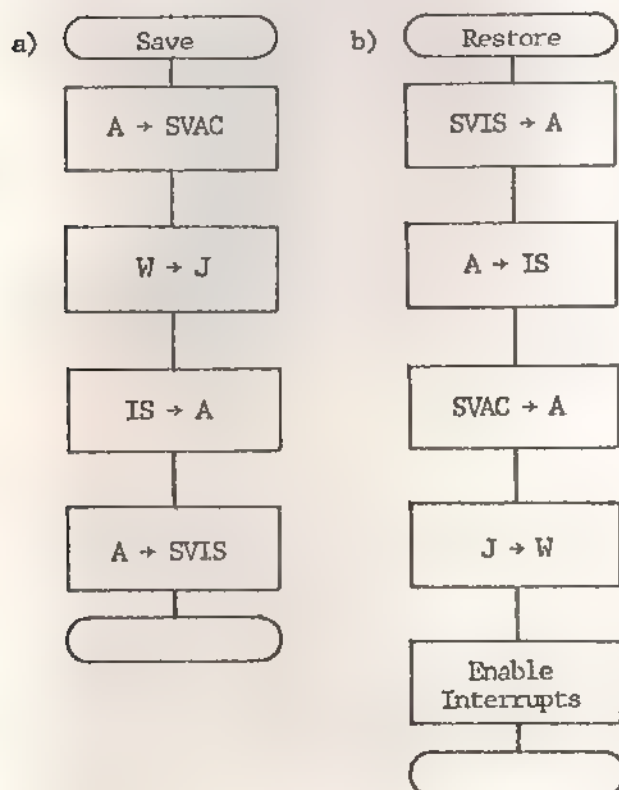 a)
Save
A → SVAC
W → J
IS → A
A → SVIS
b)
Restore
SVIS → A
A → IS
SVAC → A
J → W
Enable
Interrupts